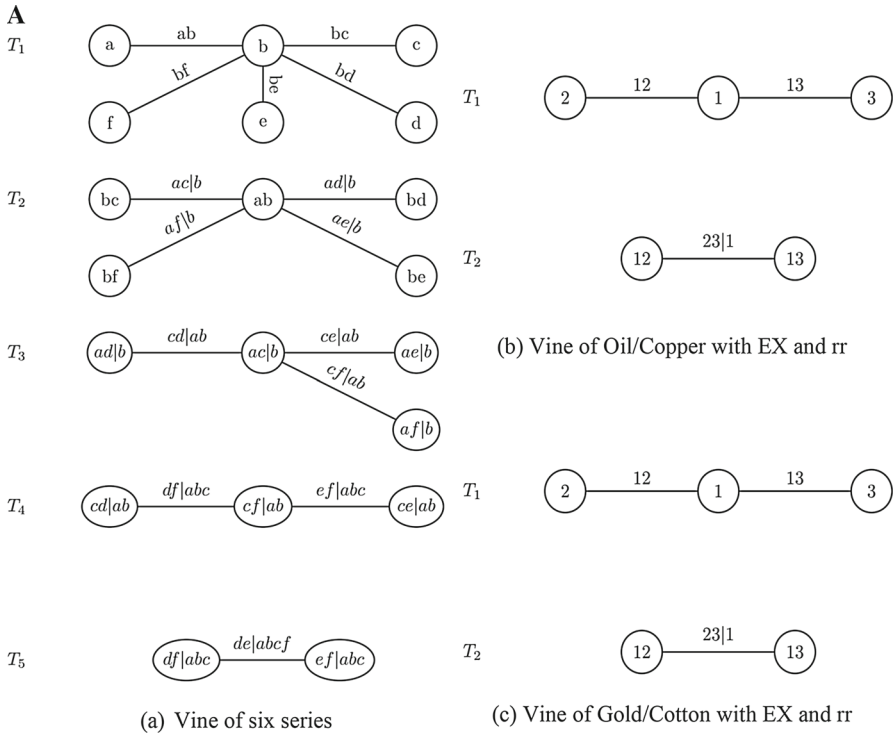 A
T₁
a
ab
b
bc
c
bf
be
bd
f
e
d
T₂
bc
ac|b
ab
ad|b
bd
af|b
ae|b
bf
be
T₃
ad|b
cd|ab
ac|b
ce|ab
ae|b
cf|ab
af|b
T₄
cd|ab
df|abc
cf|ab
ef|abc
ce|ab
T₅
df|abc
de|abcf
ef|abc
(a) Vine of six series
T₁
2
12
1
13
3
T₂
12
23|1
13
(b) Vine of Oil/Copper with EX and rr
T₁
2
12
1
13
3
T₂
12
23|1
13
(c) Vine of Gold/Cotton with EX and rr